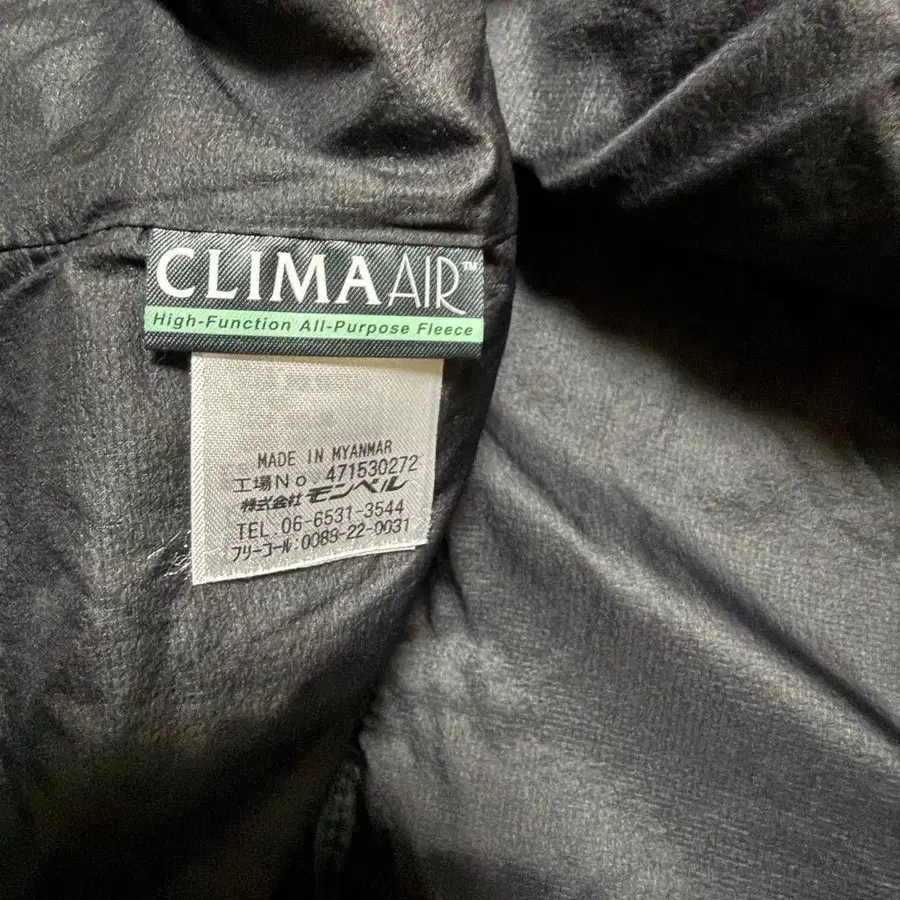 CLIMAAIR™
High-Function All-Purpose Fleece
MADE IN MYANMAR
工場No 471530272
株式会社モンベル
TEL 06-6531-3544
フリーコール:0088-22-0031